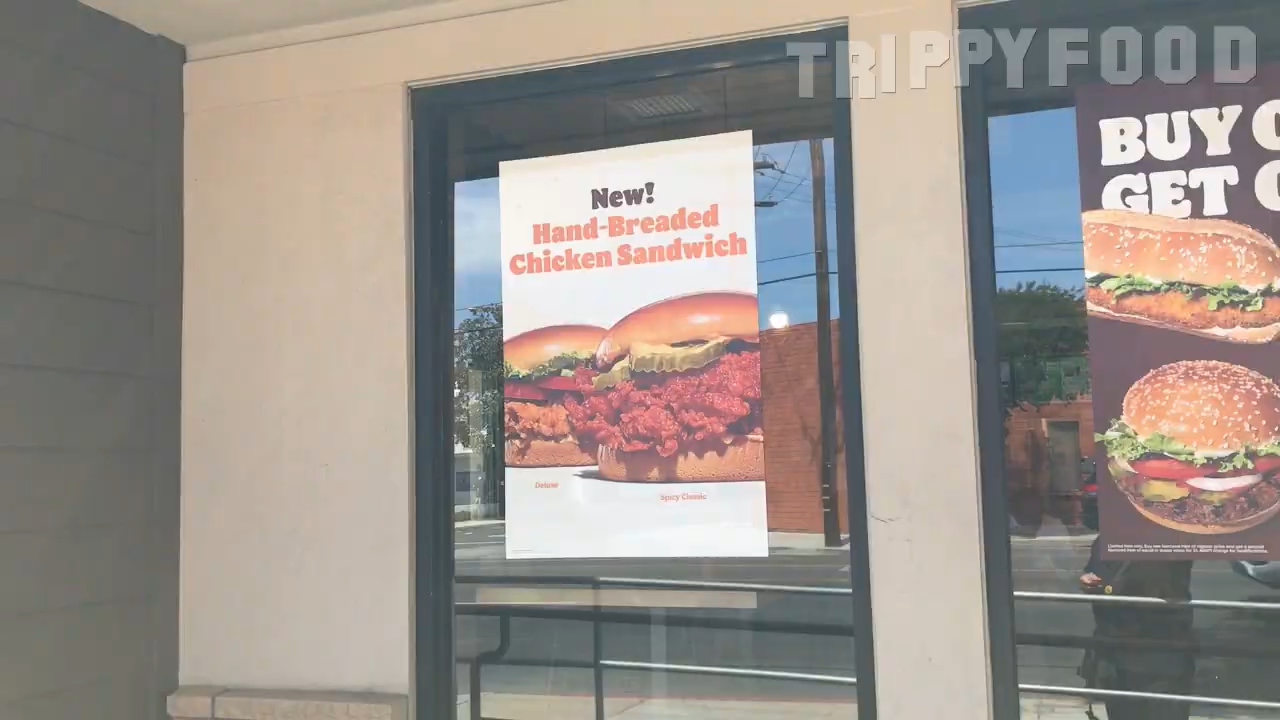 TRIPPYFOOD
New!
Hand-Breaded
Chicken Sandwich
Deluxe
Spicy Classic
BUY
GET